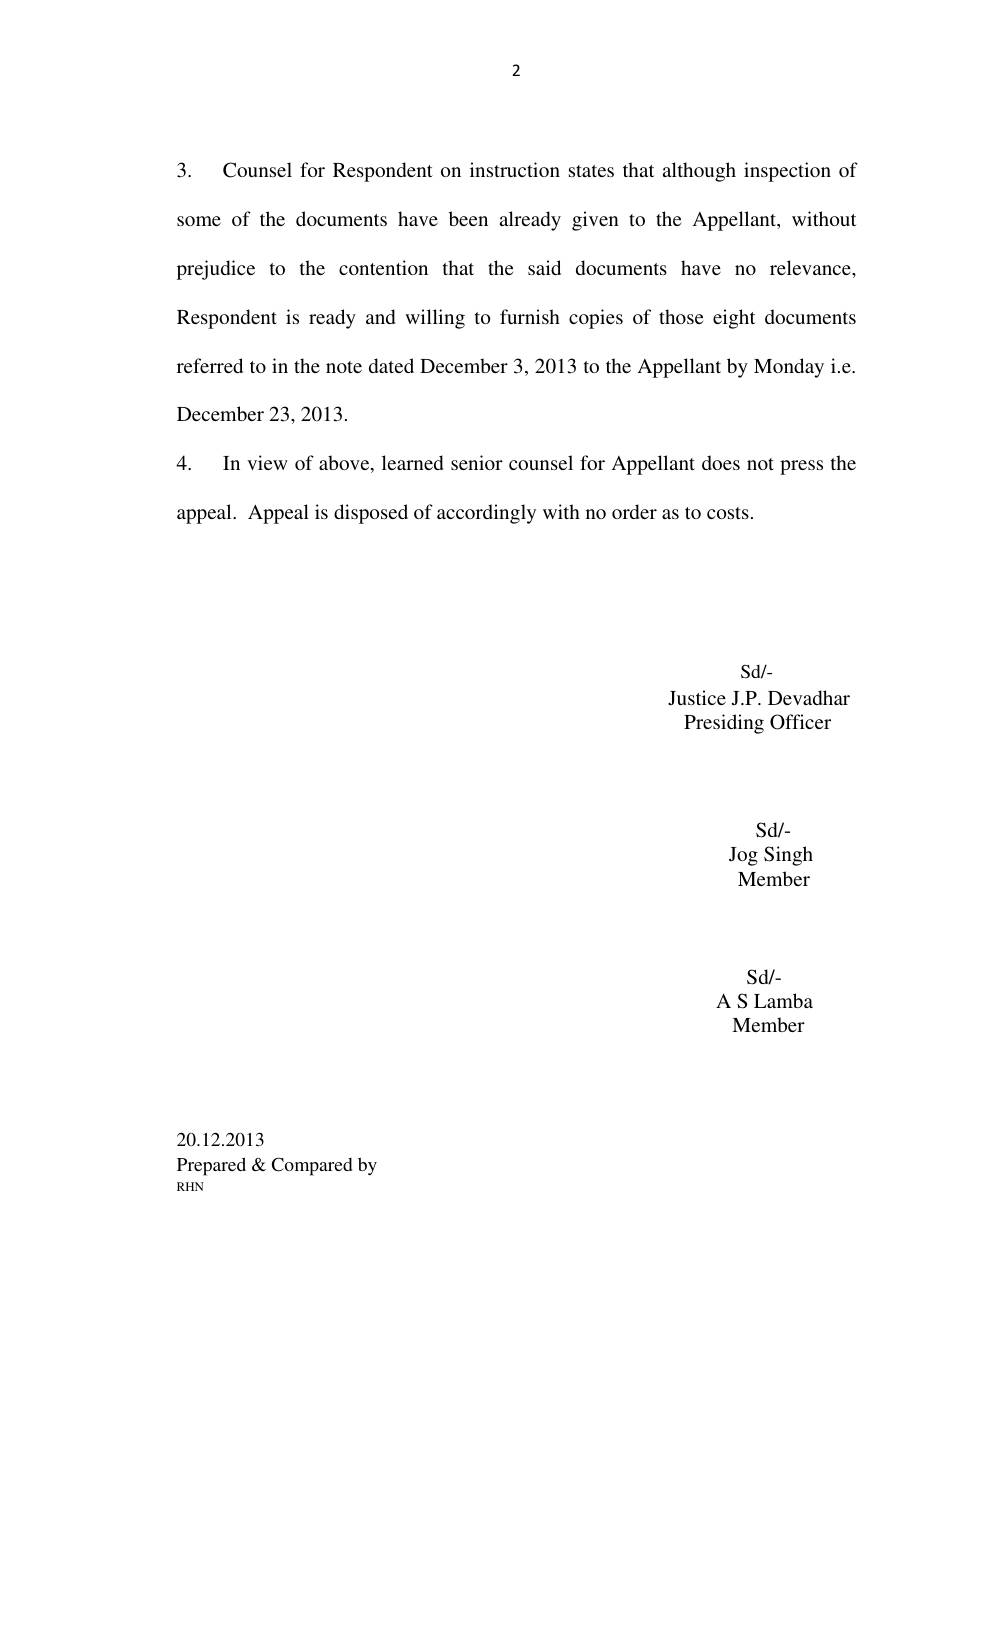 2
3. Counsel for Respondent on instruction states that although inspection of
some of the documents have been already given to the Appellant, without
prejudice to the contention that the said documents have no relevance,
Respondent is ready and willing to furnish copies of those eight documents
referred to in the note dated December 3, 2013 to the Appellant by Monday i.e.
December 23, 2013.
4. In view of above, learned senior counsel for Appellant does not press the
appeal. Appeal is disposed of accordingly with no order as to costs.
Sd/-
Justice J.P. Devadhar
Presiding Officer
Sd/-
Jog Singh
Member
Sd/-
A S Lamba
Member
20.12.2013
Prepared & Compared by
RHN